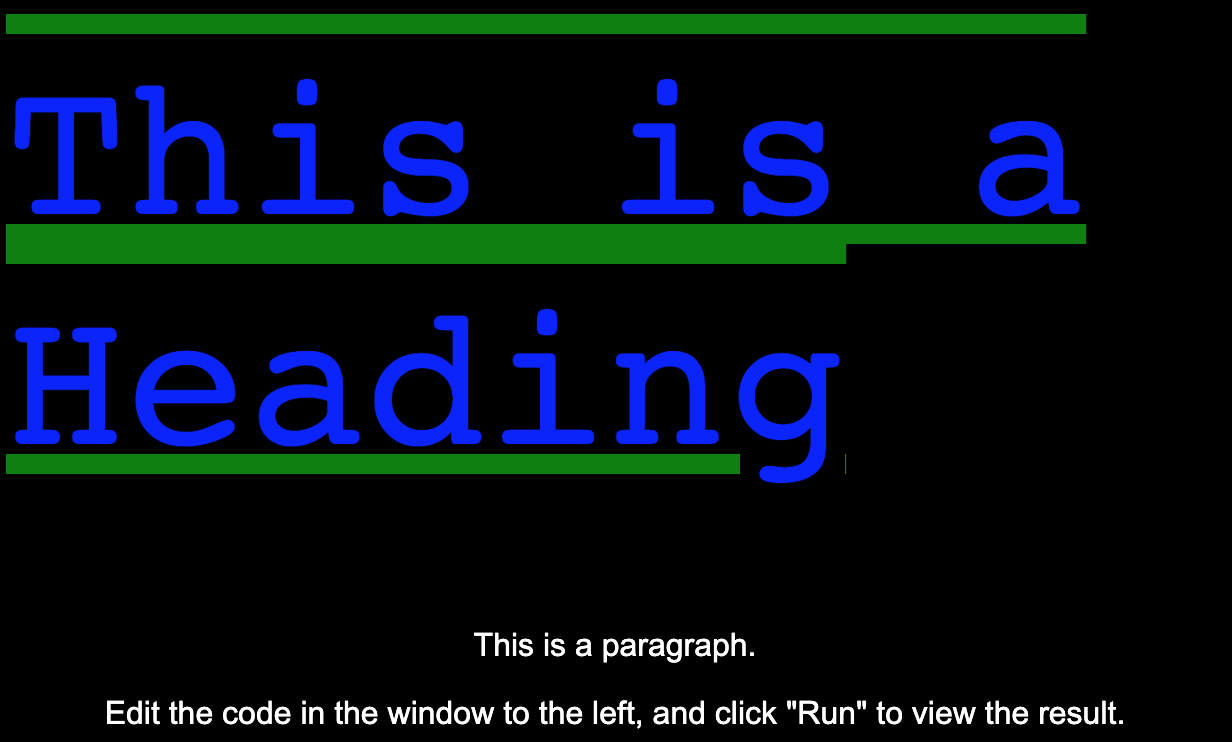 This is a
Heading
This is a paragraph.
Edit the code in the window to the left, and click "Run" to view the result.